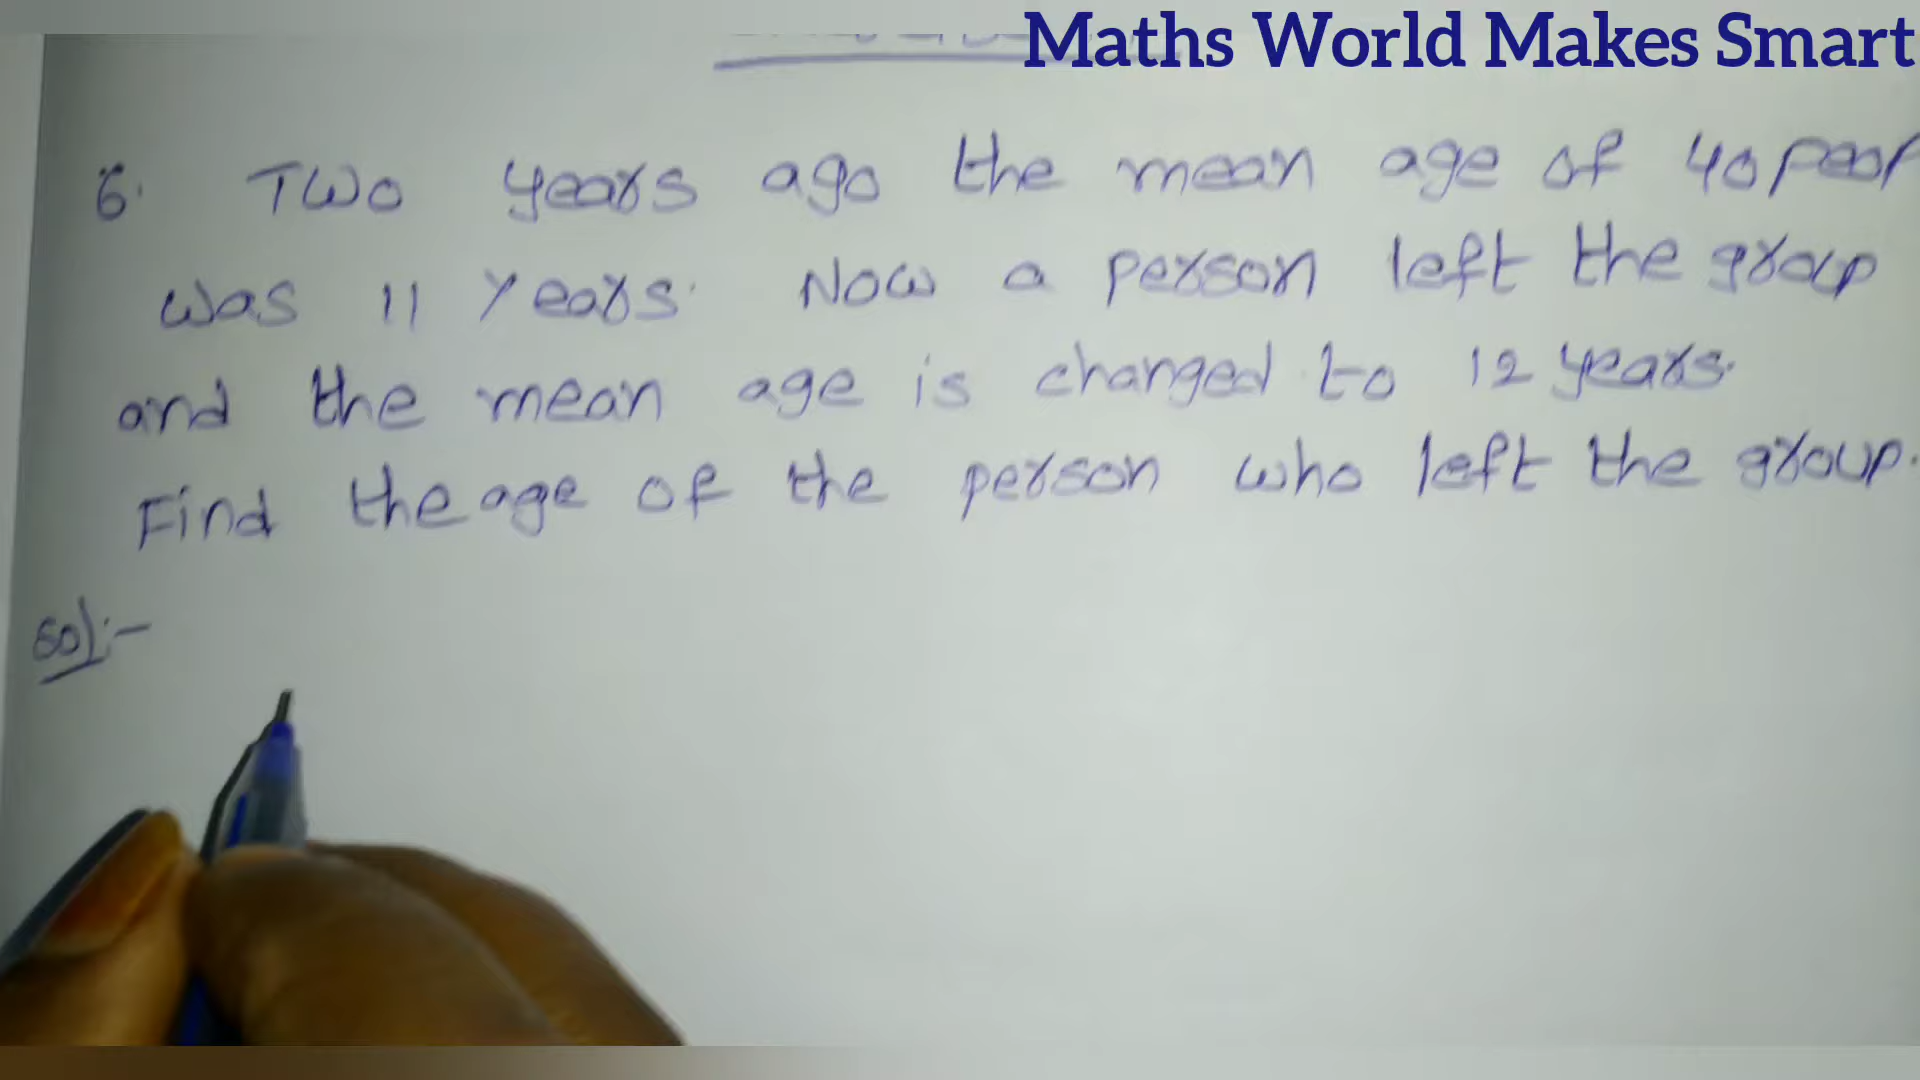 Maths World Makes Smart
6. Two years ago the mean age of 40
was 11 years. Now a person left the group
and the mean age is changed to 12 years.
Find the age of the person who left the group.
Sol:-